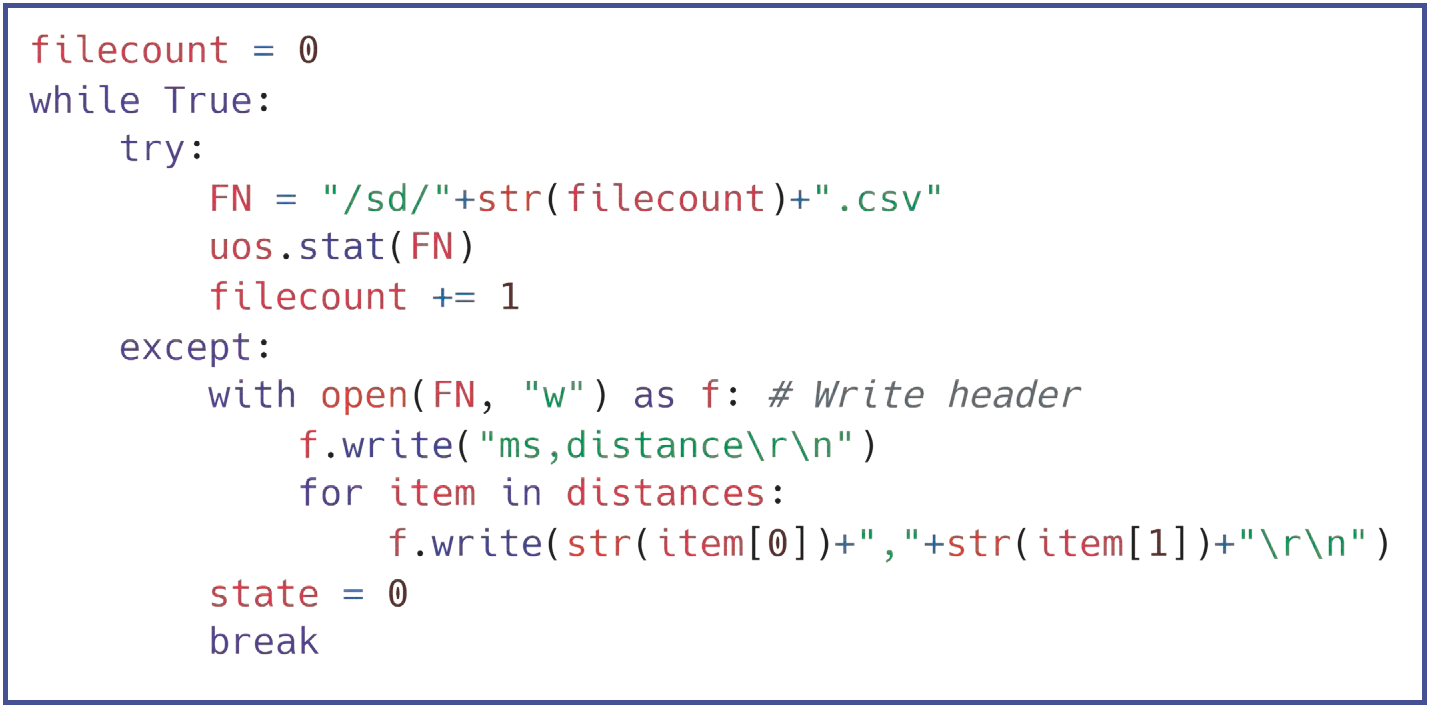 filecount = 0
while True:
    try:
        FN = "/sd/"+str(filecount)+".csv"
        uos.stat(FN)
        filecount += 1
    except:
        with open(FN, "w") as f: # Write header
            f.write("ms,distance\r\n")
            for item in distances:
                f.write(str(item[0])+","+str(item[1])+"\r\n")
        state = 0
        break